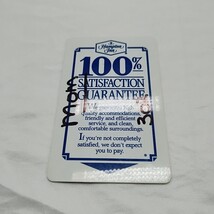 Hampton
Inn
100%
SATISFACTION
GUARANTEE
quality accommodations,
friendly and efficient
service, and clean,
comfortable surroundings.
If you're not completely
satisfied, we don't expect
you to pay.
mom